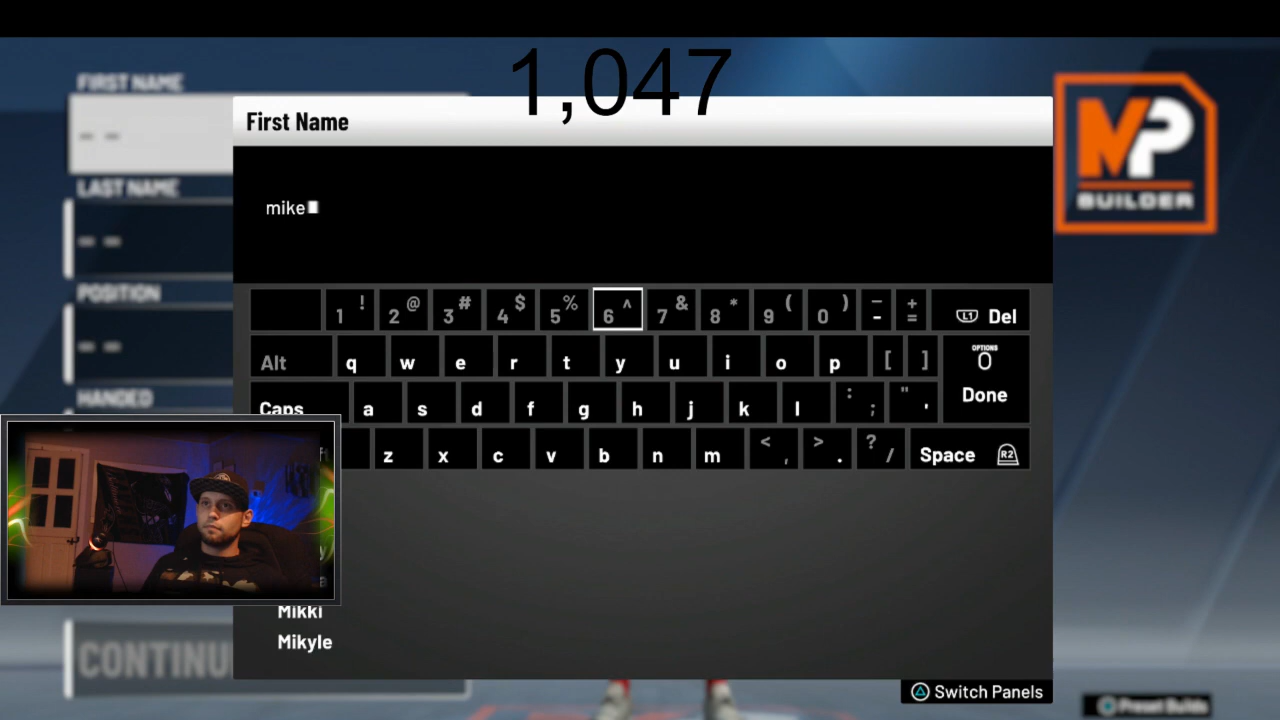 1,047
FIRST NAME
First Name
- -
MP
BUILDER
LAST NAME
mike
- -
POSITION
- -
1 ! 2 @ 3 # 4 $ 5 % 6 ^ 7 & 8 * 9 ( 0 ) - _ = + L1 Del
Alt q w e r t y u i o p [ ] OPTIONS
HANDED
Done
Caps a s d f g h j k l ; : ' "
z x c v b n m , < . > / ? Space R2
Mikki
Mikyle
CONTINU
Switch Panels
Preset Builds